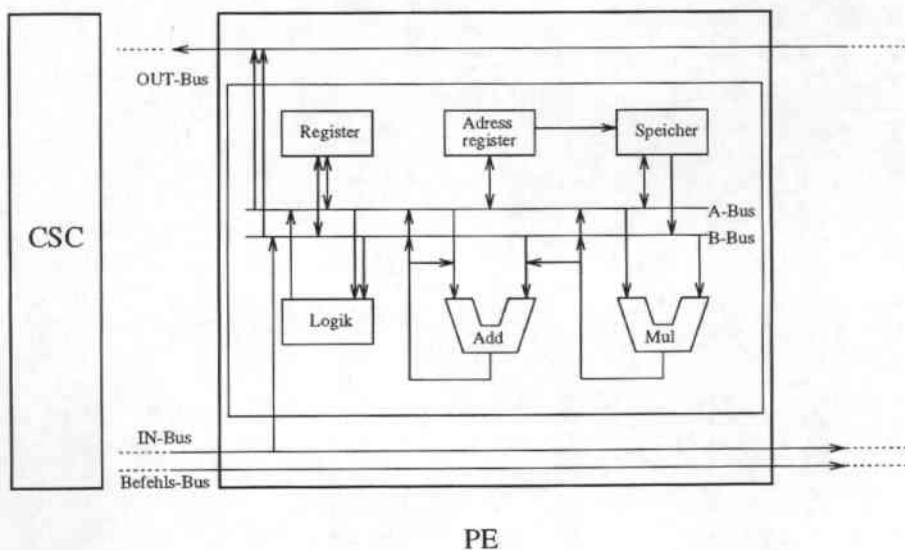 OUT-Bus
Register
Adress
register
Speicher
A-Bus
B-Bus
CSC
Logik
Add
Mul
IN-Bus
Befehls-Bus
PE